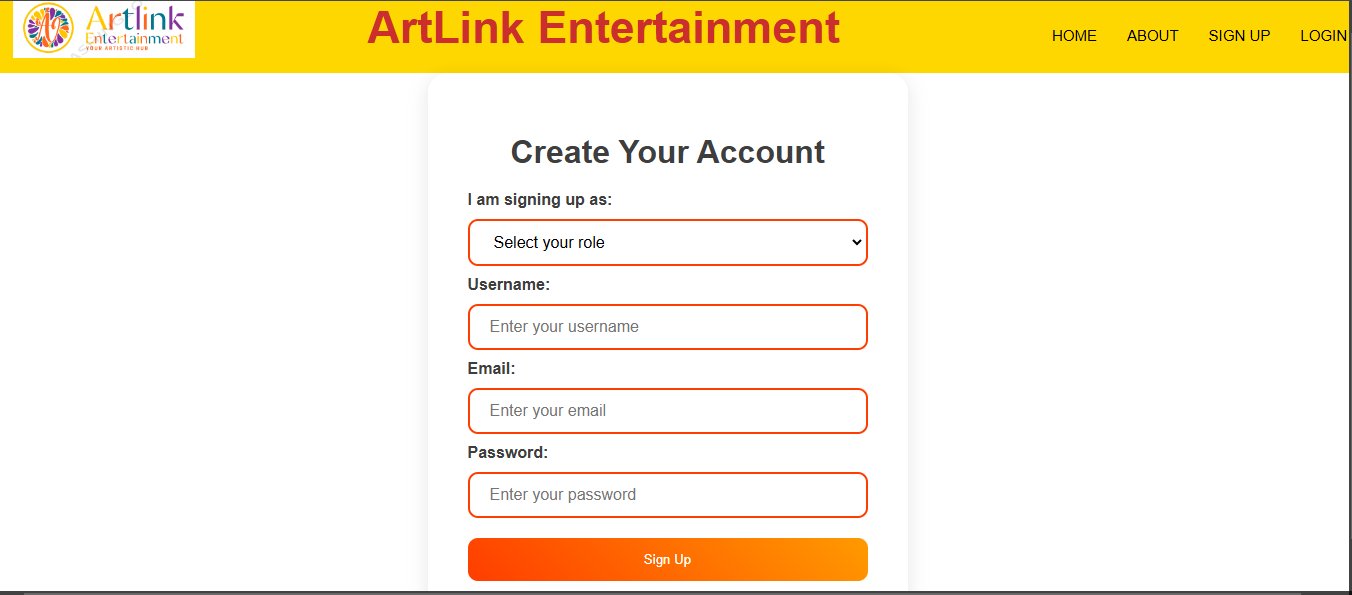 Artlink
Entertainment
YOUR ARTISTIC HUB
ArtLink Entertainment
HOME
ABOUT
SIGN UP
LOGIN
Create Your Account
I am signing up as:
Select your role
Username:
Enter your username
Email:
Enter your email
Password:
Enter your password
Sign Up